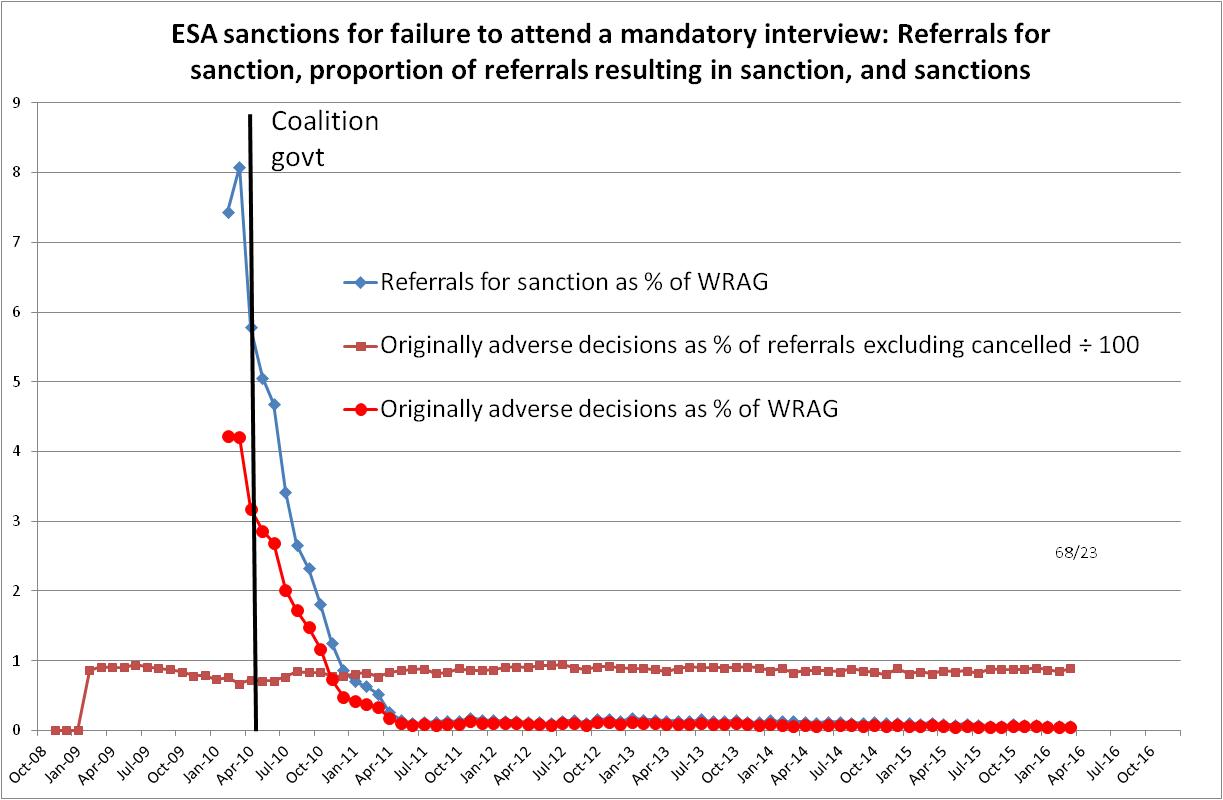 ESA sanctions for failure to attend a mandatory interview: Referrals for
sanction, proportion of referrals resulting in sanction, and sanctions
9
Coalition
govt
8
7
Referrals for sanction as % of WRAG
6
Originally adverse decisions as % of referrals excluding cancelled ÷ 100
5
Originally adverse decisions as % of WRAG
4
3
68/23
2
1
0
Oct-08 Jan-09 Apr-09 Jul-09 Oct-09 Jan-10 Apr-10 Jul-10 Oct-10 Jan-11 Apr-11 Jul-11 Oct-11 Jan-12 Apr-12 Jul-12 Oct-12 Jan-13 Apr-13 Jul-13 Oct-13 Jan-14 Apr-14 Jul-14 Oct-14 Jan-15 Apr-15 Jul-15 Oct-15 Jan-16 Apr-16 Jul-16 Oct-16